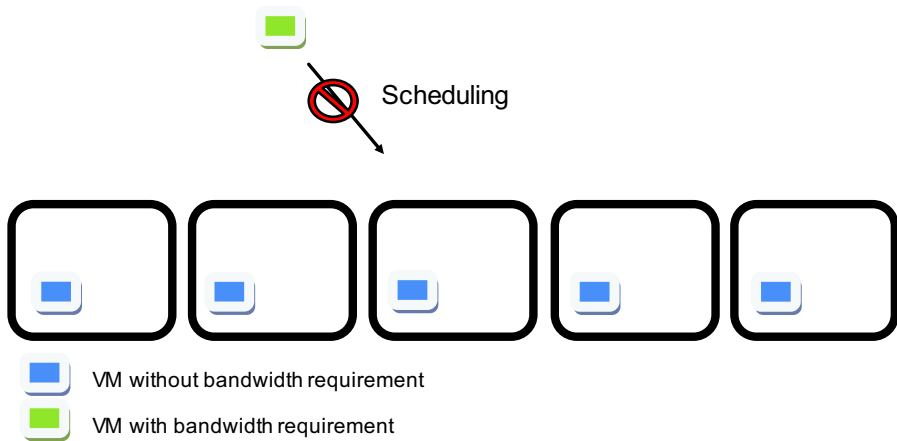 Scheduling
VM without bandwidth requirement
VM with bandwidth requirement